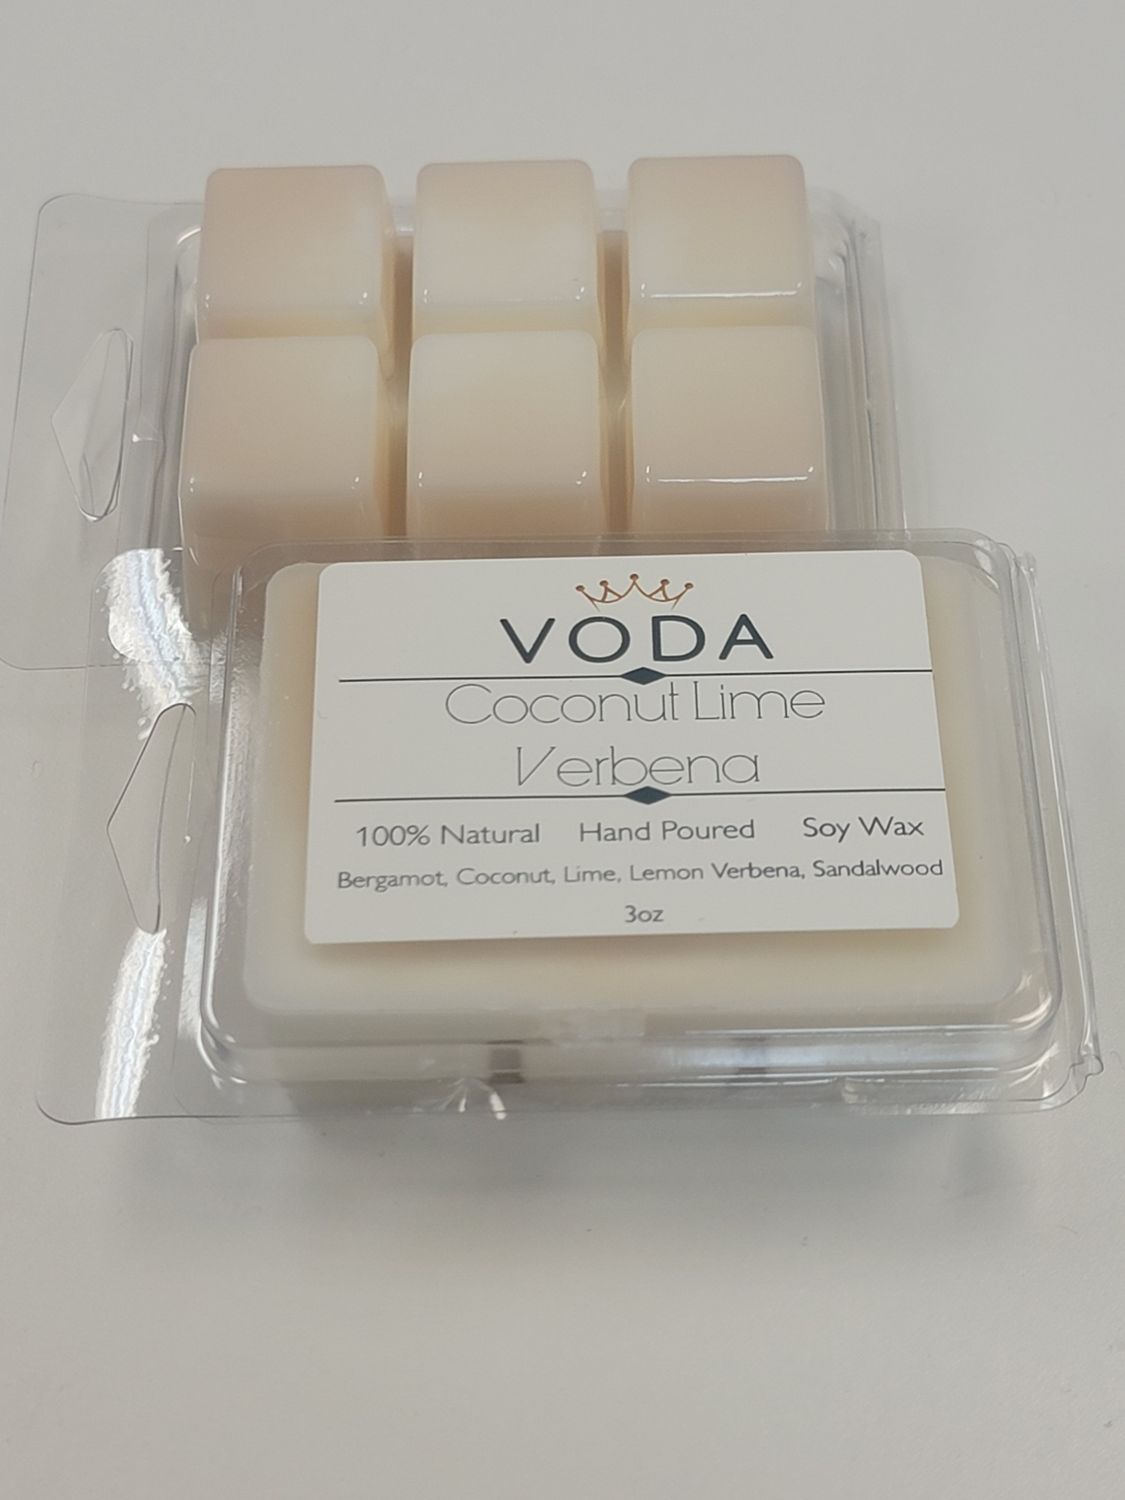 VODA
Coconut Lime
Verbena
100% Natural Hand Poured Soy Wax
Bergamot, Coconut, Lime, Lemon Verbena, Sandalwood
3oz